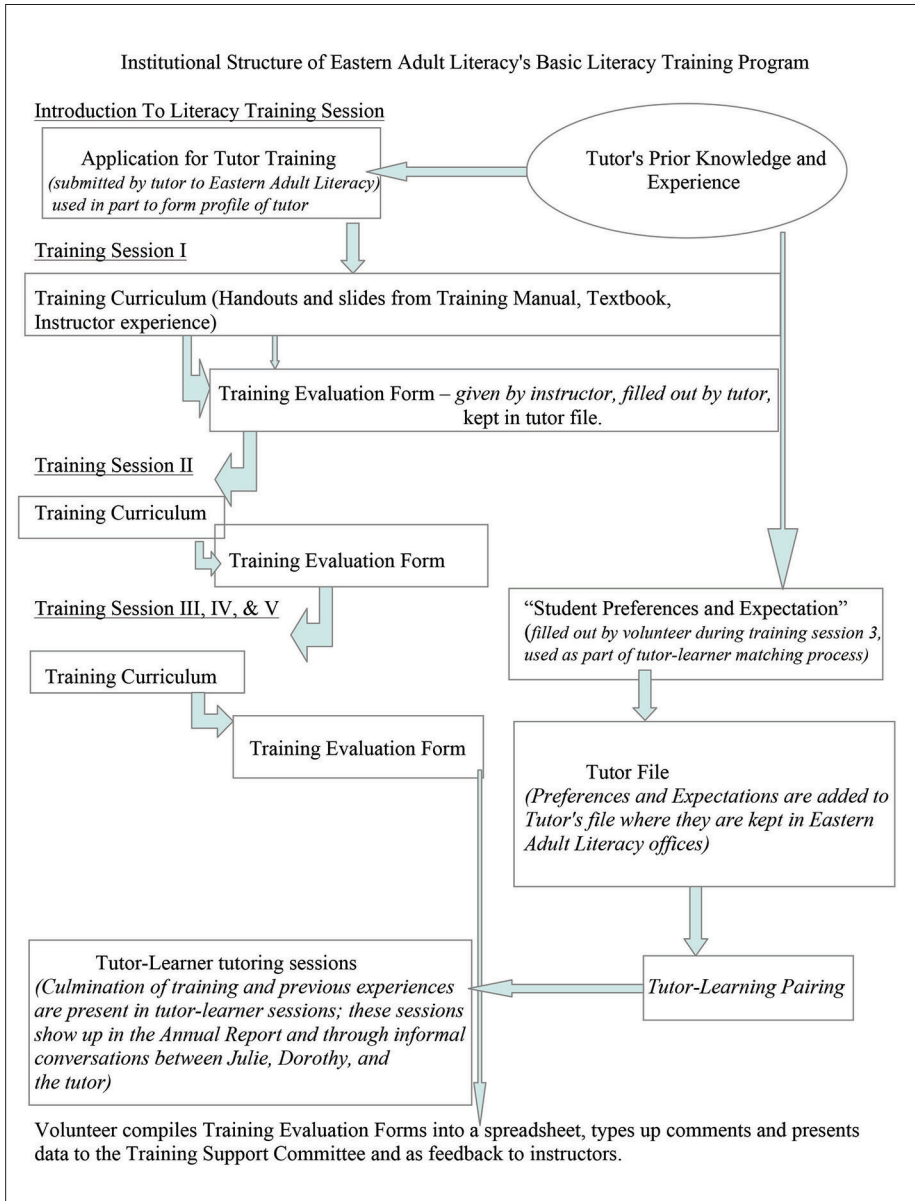 Institutional Structure of Eastern Adult Literacy's Basic Literacy Training Program
Introduction To Literacy Training Session
Application for Tutor Training
(submitted by tutor to Eastern Adult Literacy)
used in part to form profile of tutor
Tutor's Prior Knowledge and
Experience
Training Session I
Training Curriculum (Handouts and slides from Training Manual, Textbook,
Instructor experience)
Training Evaluation Form – given by instructor, filled out by tutor,
kept in tutor file.
Training Session II
Training Curriculum
Training Evaluation Form
Training Session III, IV, & V
Training Curriculum
Training Evaluation Form
“Student Preferences and Expectation”
(filled out by volunteer during training session 3,
used as part of tutor-learner matching process)
Tutor File
(Preferences and Expectations are added to
Tutor's file where they are kept in Eastern
Adult Literacy offices)
Tutor-Learning Pairing
Tutor-Learner tutoring sessions
(Culmination of training and previous experiences
are present in tutor-learner sessions; these sessions
show up in the Annual Report and through informal
conversations between Julie, Dorothy, and
the tutor)
Volunteer compiles Training Evaluation Forms into a spreadsheet, types up comments and presents
data to the Training Support Committee and as feedback to instructors.